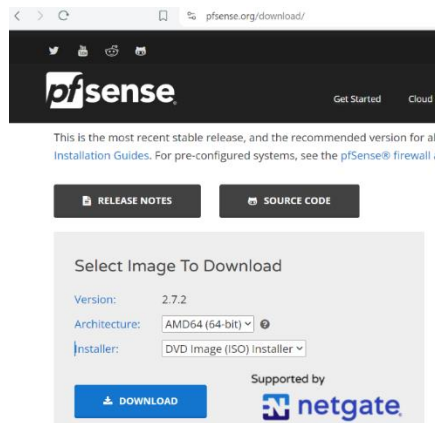 pfsense.org/download/
pfsense
Get Started Cloud
This is the most recent stable release, and the recommended version for al
Installation Guides. For pre-configured systems, see the pfSense® firewall
RELEASE NOTES
SOURCE CODE
Select Image To Download
Version: 2.7.2
Architecture: AMD64 (64-bit)
Installer: DVD Image (ISO) Installer
Supported by
DOWNLOAD
N netgate